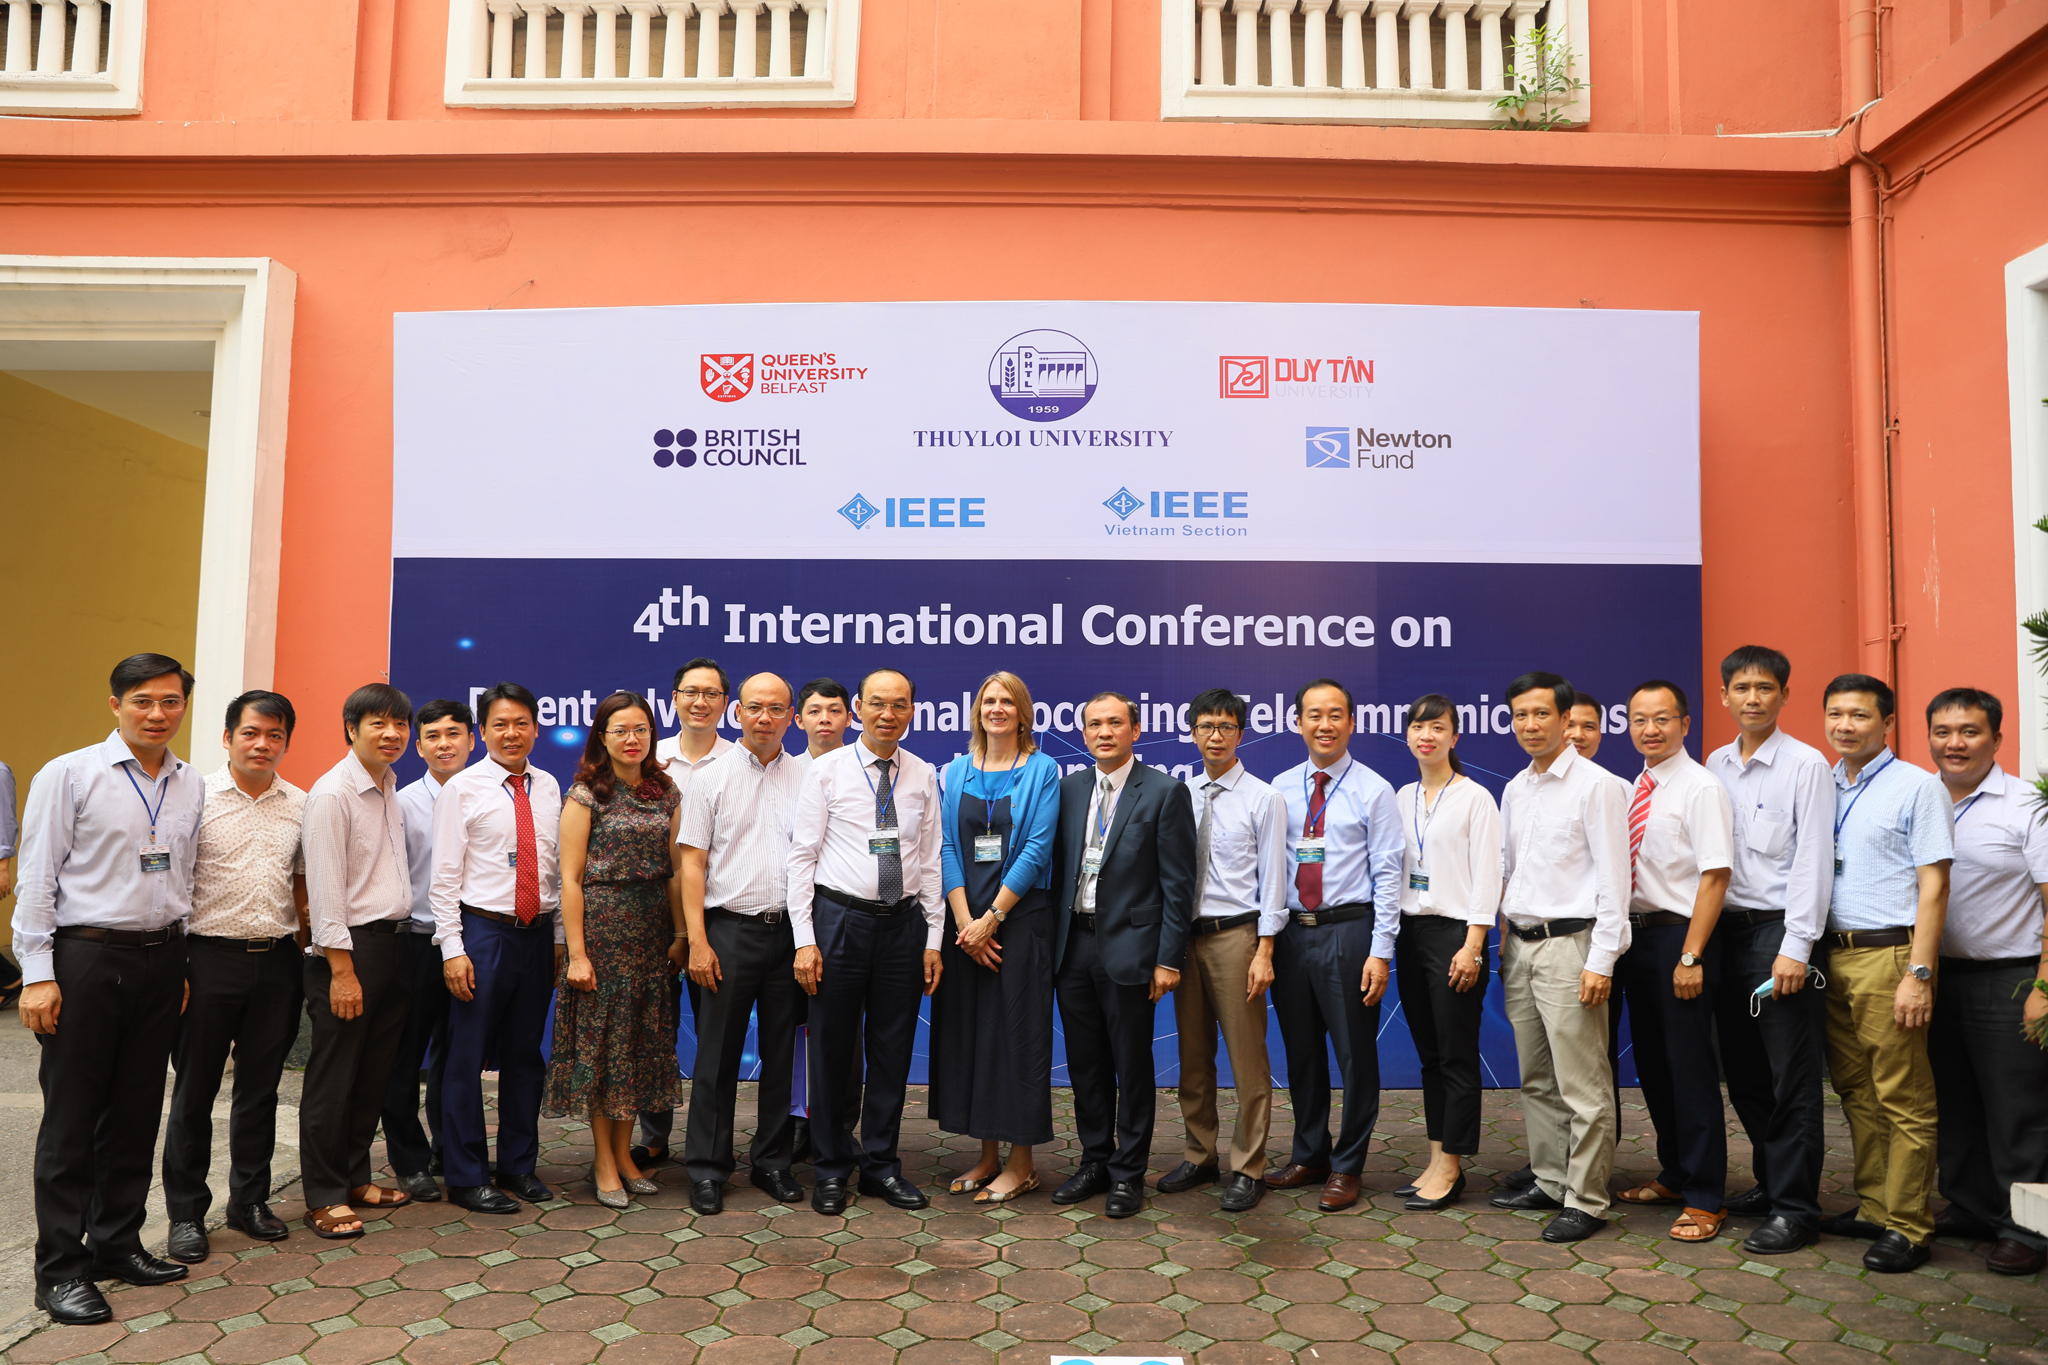 QUEEN'S
UNIVERSITY
BELFAST
ĐHTL
1959
THUYLOI UNIVERSITY
DUY TÂN
UNIVERSITY
BRITISH
COUNCIL
Newton
Fund
IEEE
IEEE
Vietnam Section
4th International Conference on